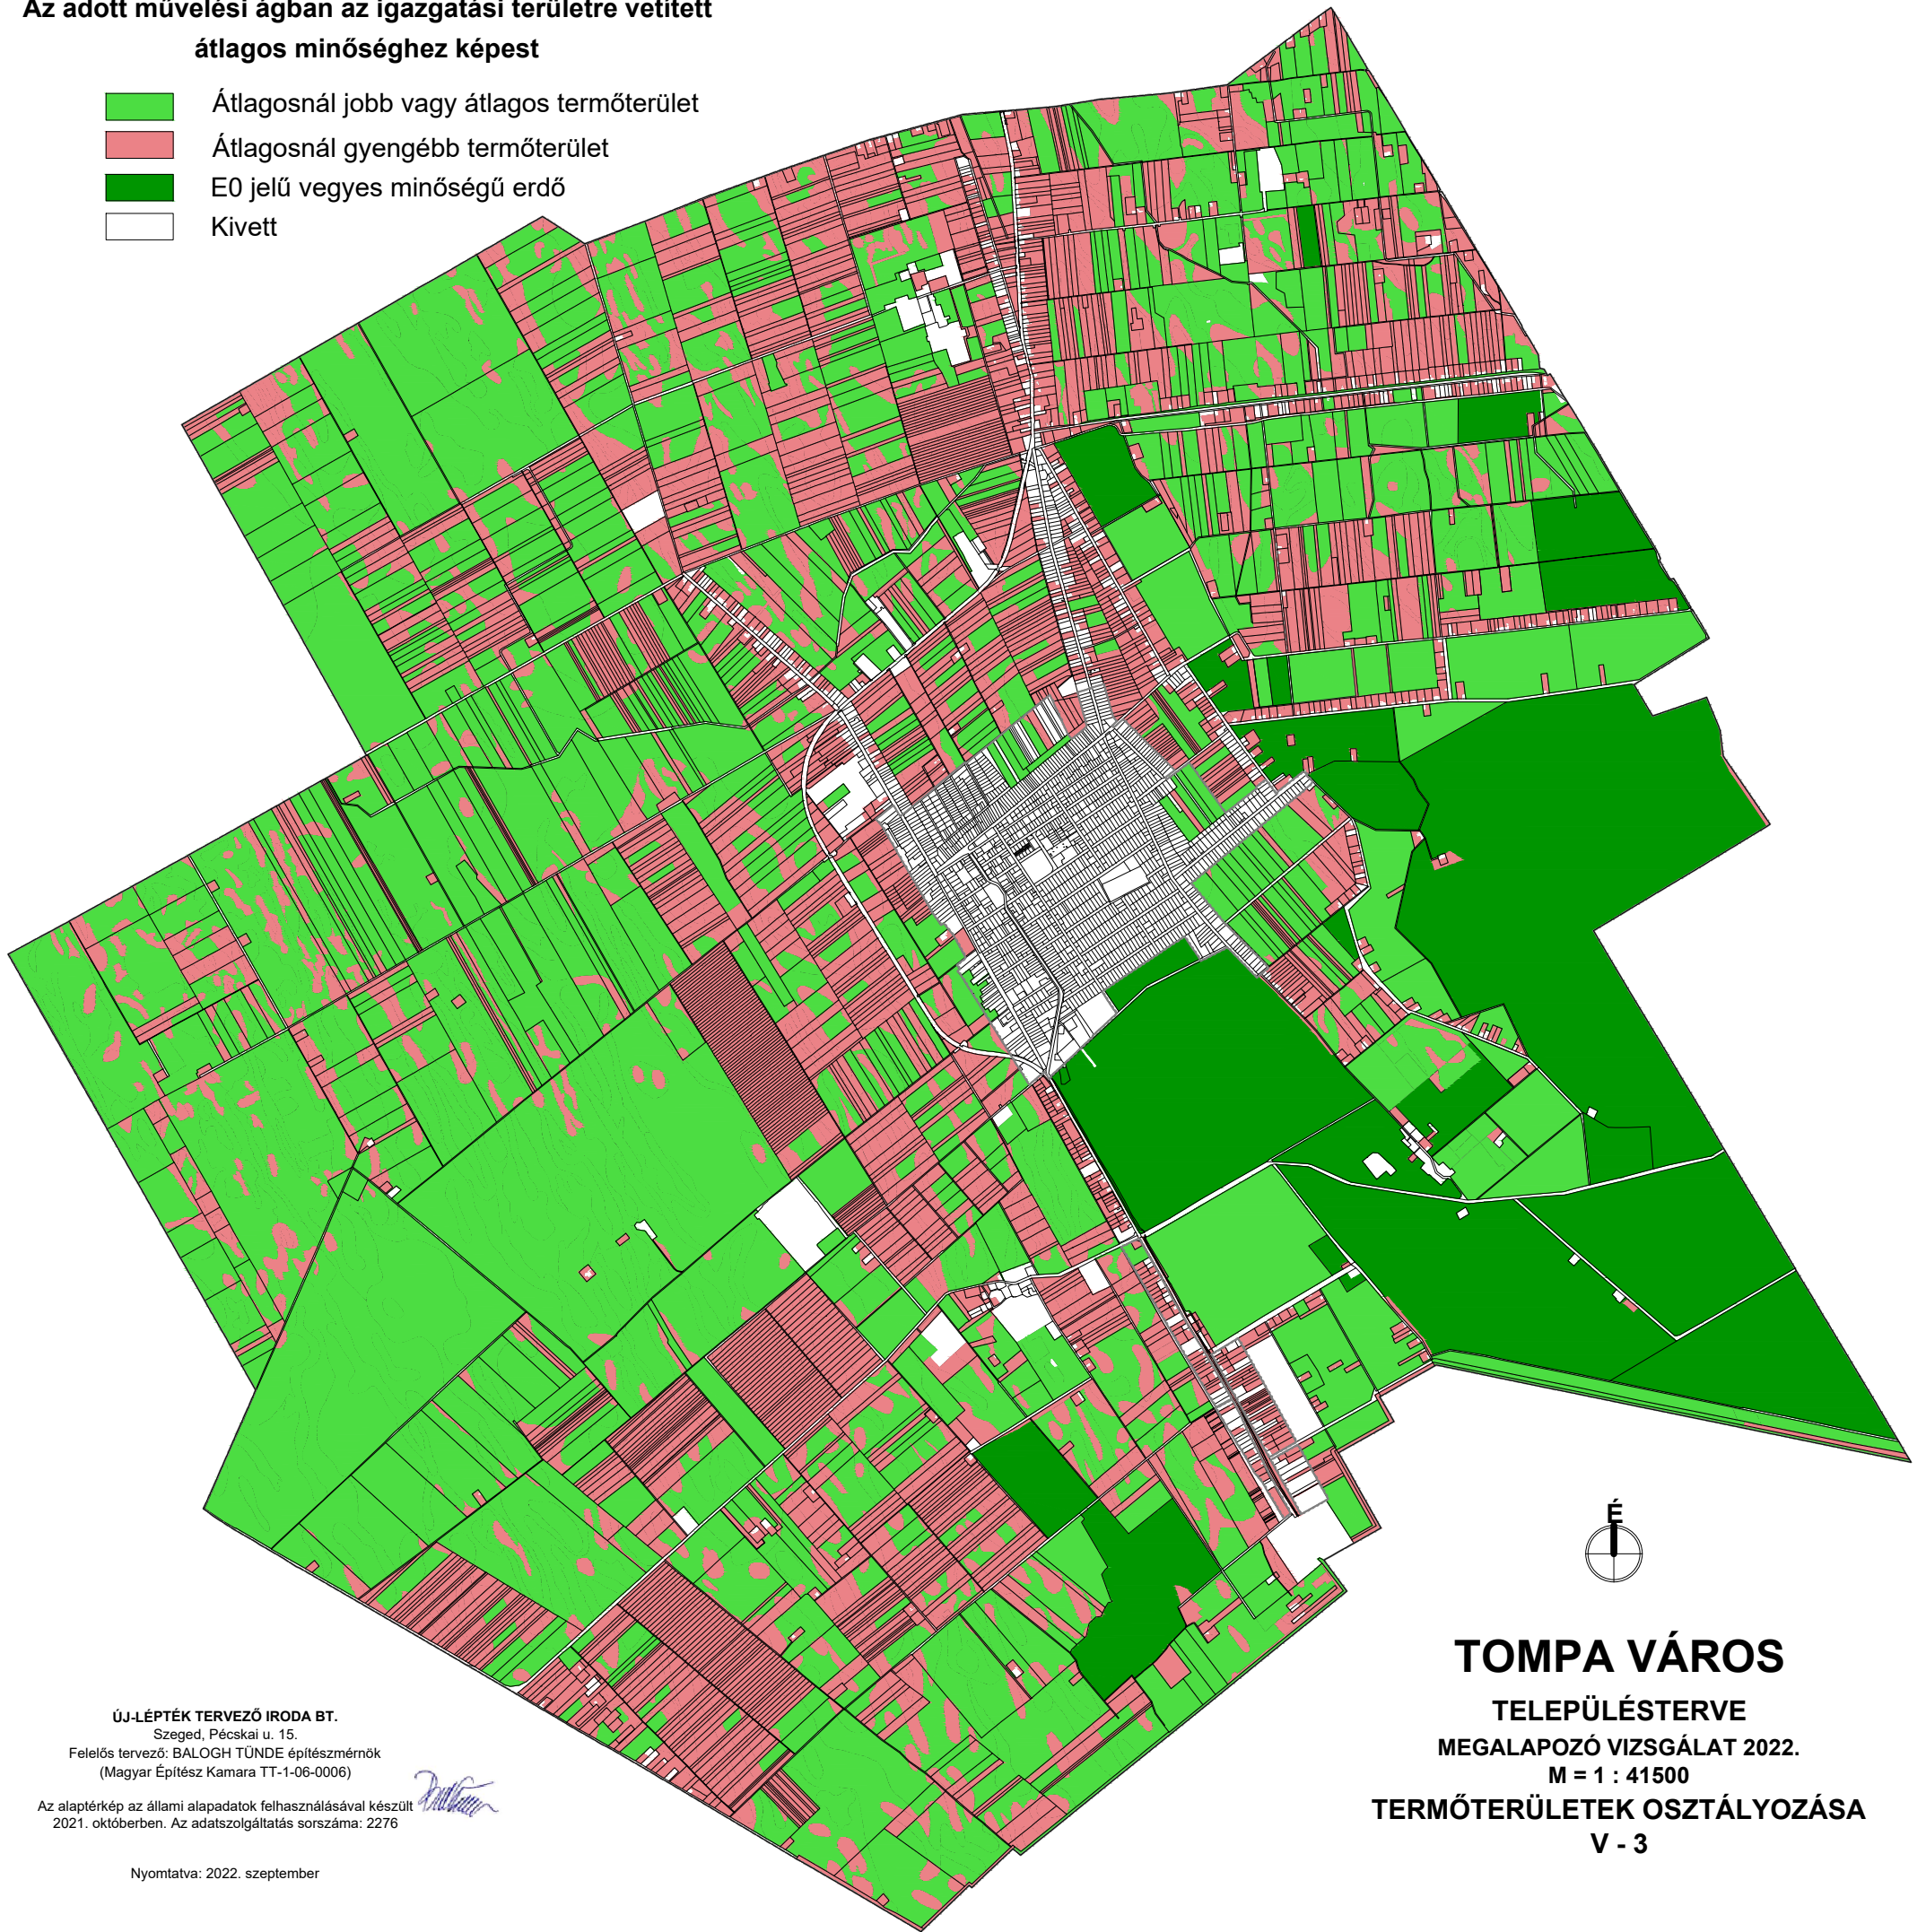 Az adott művelési ágban az igazgatási területre vetített
átlagos minőséghez képest
Átlagosnál jobb vagy átlagos termőterület
Átlagosnál gyengébb termőterület
E0 jelű vegyes minőségű erdő
Kivett
É
TOMPA VÁROS
TELEPÜLÉSTERVE
MEGALAPOZÓ VIZSGÁLAT 2022.
M = 1 : 41500
TERMŐTERÜLETEK OSZTÁLYOZÁSA
V - 3
ÚJ-LÉPTÉK TERVEZŐ IRODA BT.
Szeged, Pécskai u. 15.
Felelős tervező: BALOGH TÜNDE építészmérnök
(Magyar Építész Kamara TT-1-06-0006)
Az alaptérkép az állami alapadatok felhasználásával készült
2021. októberben. Az adatszolgáltatás sorszáma: 2276
Nyomtatva: 2022. szeptember